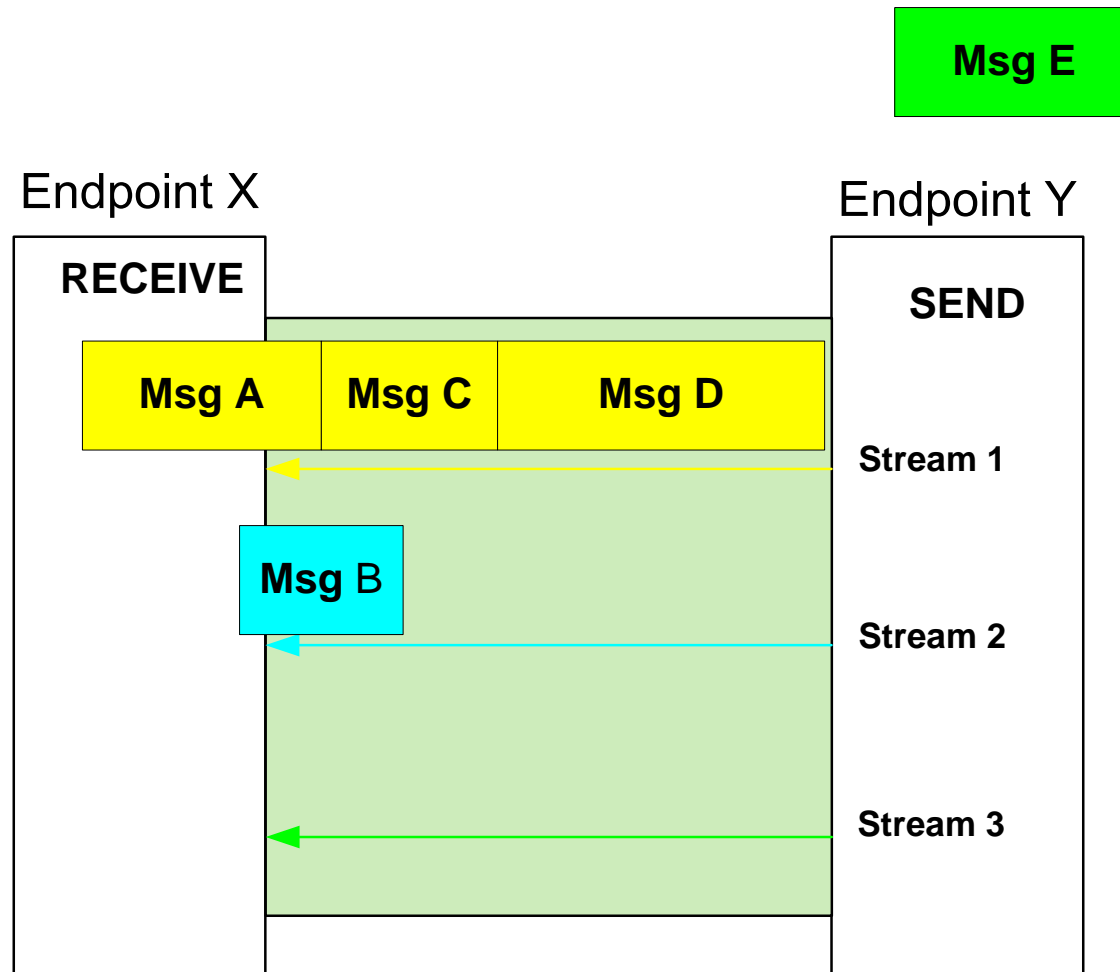 Msg E
Endpoint X
Endpoint Y
RECEIVE
SEND
Msg A
Msg C
Msg D
Stream 1
Msg B
Stream 2
Stream 3